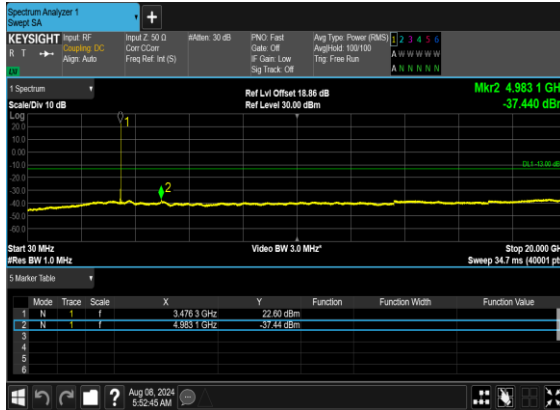 Spectrum Analyzer 1
Swept SA
KEYSIGHT
R T
LXI
Input: RF
Coupling: DC
Align: Auto
Input Z: 50 Ω
Corr CCorr
Freq Ref: Int (S)
#Atten: 30 dB
PNO: Fast
Gate: Off
IF Gain: Low
Sig Track: Off
Avg Type: Power (RMS)
Avg|Hold: 100/100
Trig: Free Run
1 2 3 4 5 6
A W W W W W
A N N N N N
1 Spectrum
Scale/Div 10 dB
Log
Ref Lvl Offset 18.86 dB
Ref Level 30.00 dBm
Mkr2 4.983 1 GHz
-37.440 dBm
20.0
10.0
0.00
-10.0
-20.0
-30.0
-40.0
-50.0
-60.0
1
2
DL1 -13.00 dB
Start 30 MHz
#Res BW 1.0 MHz
Video BW 3.0 MHz*
Stop 20.000 GH
Sweep 34.7 ms (40001 pts
5 Marker Table
Mode Trace Scale X Y Function Function Width Function Value
1 N 1 f 3.476 3 GHz 22.60 dBm
2 N 1 f 4.983 1 GHz -37.44 dBm
3
4
5
6
?
Aug 08, 2024
5:52:45 AM